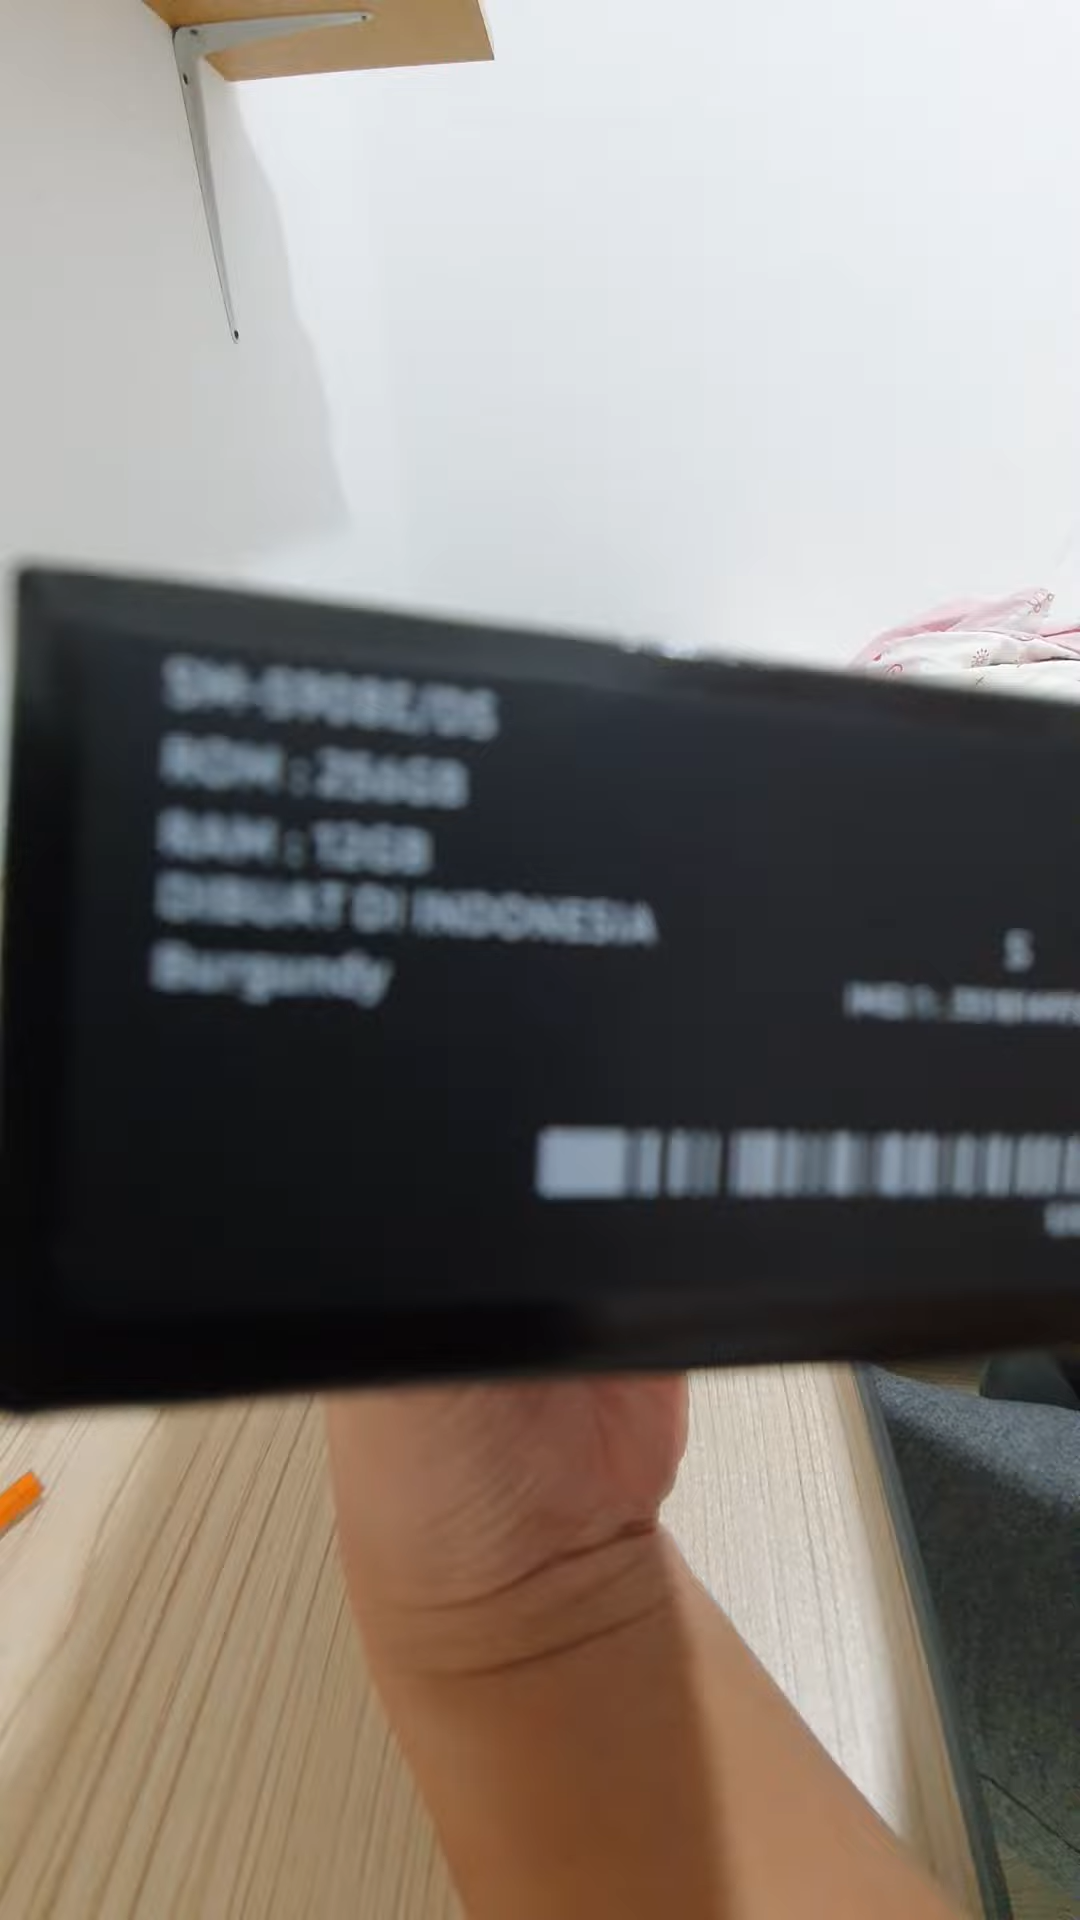 SM-S908E/DS
ROM : 256GB
RAM : 12GB
DIBUAT DI INDONESIA
Burgundy
S